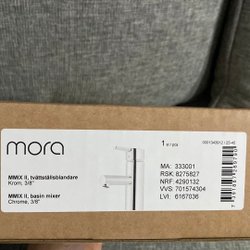 mora
MMIX II, tvättställsblandare
Krom, 3/8"
MMIX II, basin mixer
Chrome, 3/8"
1 st / pcs
MA: 333001
RSK: 8275827
NRF: 4290132
VVS: 701574304
LVI: 6167036